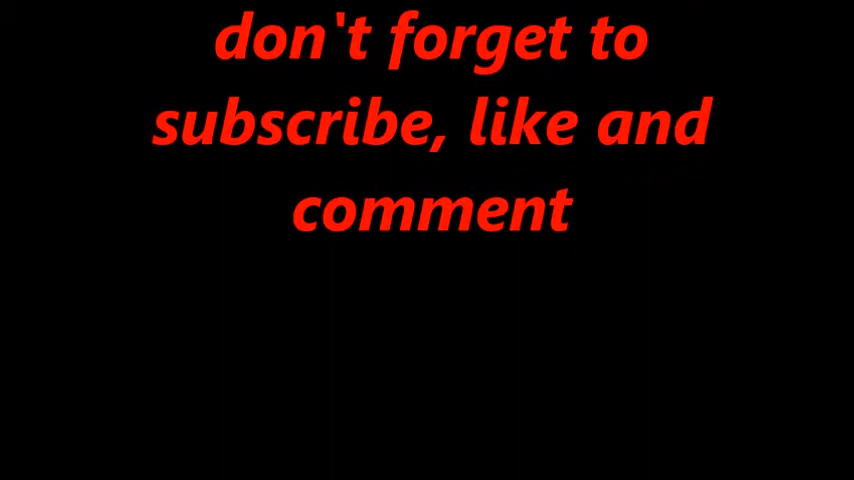 don't forget to
subscribe, like and
comment